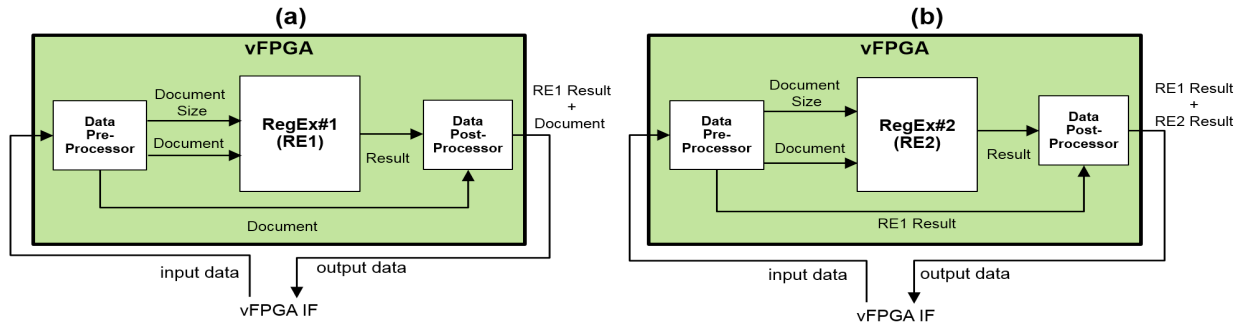 (a)
vFPGA
Data
Pre-
Processor
Document
Size
Document
RegEx#1
(RE1)
Result
Data
Post-
Processor
RE1 Result
+
Document
Document
input data
output data
vFPGA IF
(b)
vFPGA
Data
Pre-
Processor
Document
Size
Document
RegEx#2
(RE2)
Result
Data
Post-
Processor
RE1 Result
+
RE2 Result
RE1 Result
input data
output data
vFPGA IF